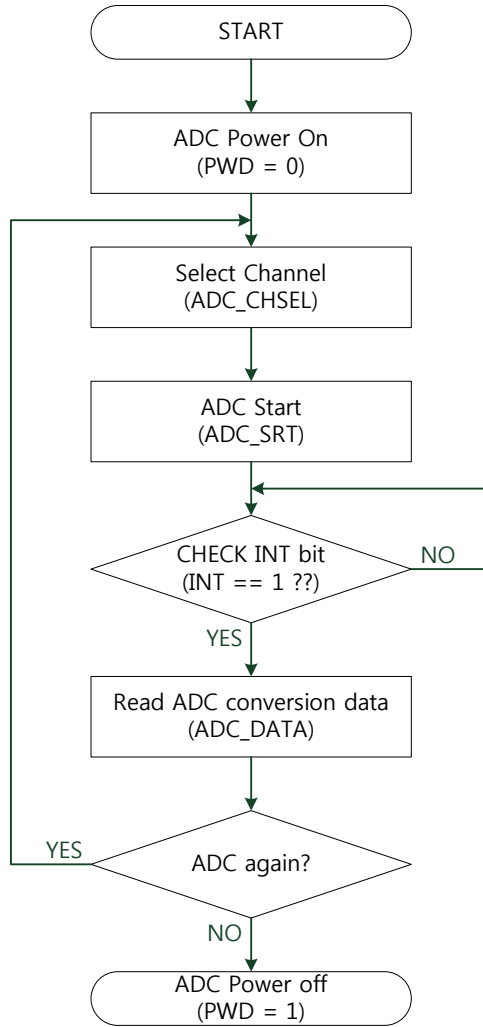 START
ADC Power On
(PWD = 0)
Select Channel
(ADC_CHSEL)
ADC Start
(ADC_SRT)
CHECK INT bit
(INT == 1 ??)
NO
YES
Read ADC conversion data
(ADC_DATA)
YES
ADC again?
NO
ADC Power off
(PWD = 1)